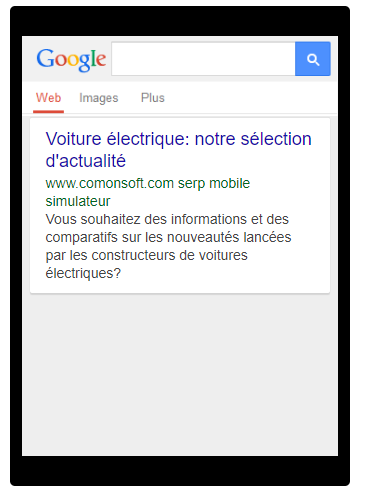 Google
Web Images Plus
Voiture électrique: notre sélection
d'actualité
www.comonsoft.com serp mobile
simulateur
Vous souhaitez des informations et des
comparatifs sur les nouveautés lancées
par les constructeurs de voitures
électriques?